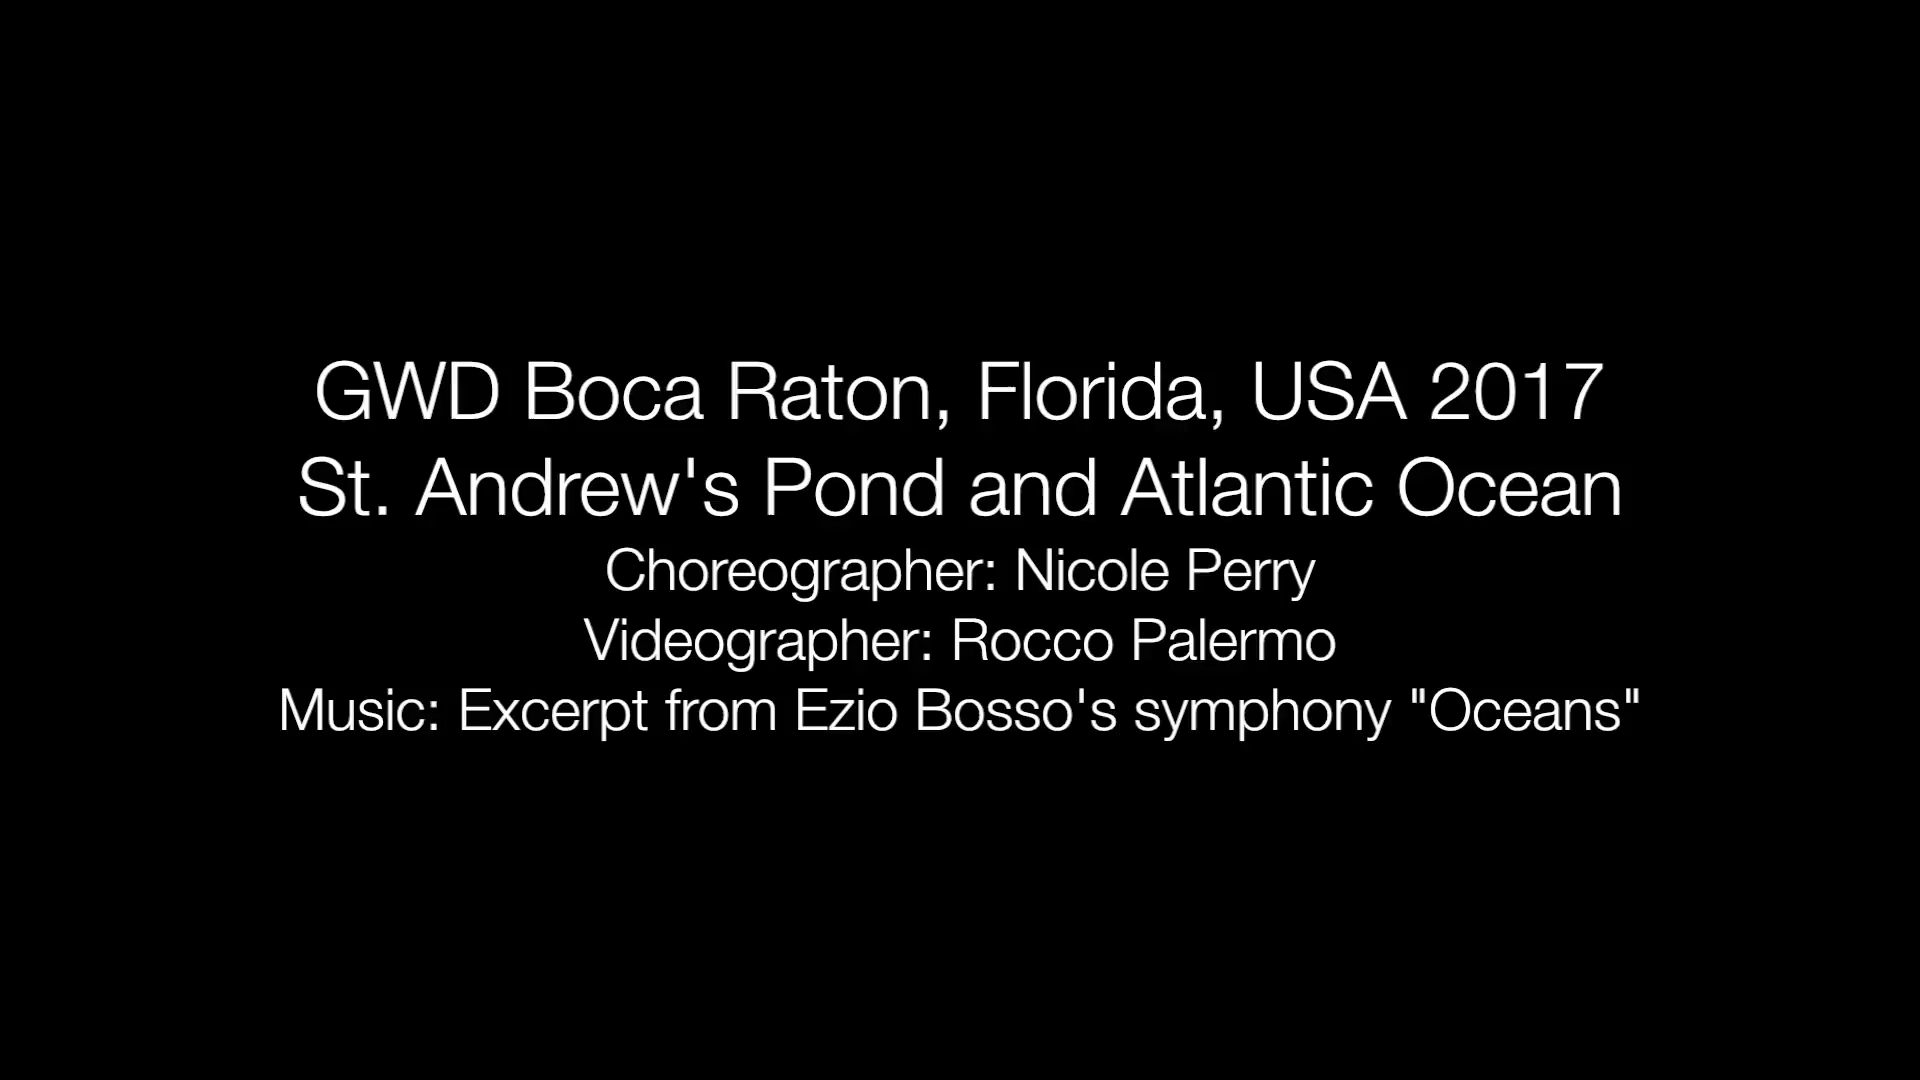 GWD Boca Raton, Florida, USA 2017
St. Andrew's Pond and Atlantic Ocean
Choreographer: Nicole Perry
Videographer: Rocco Palermo
Music: Excerpt from Ezio Bosso's symphony "Oceans"